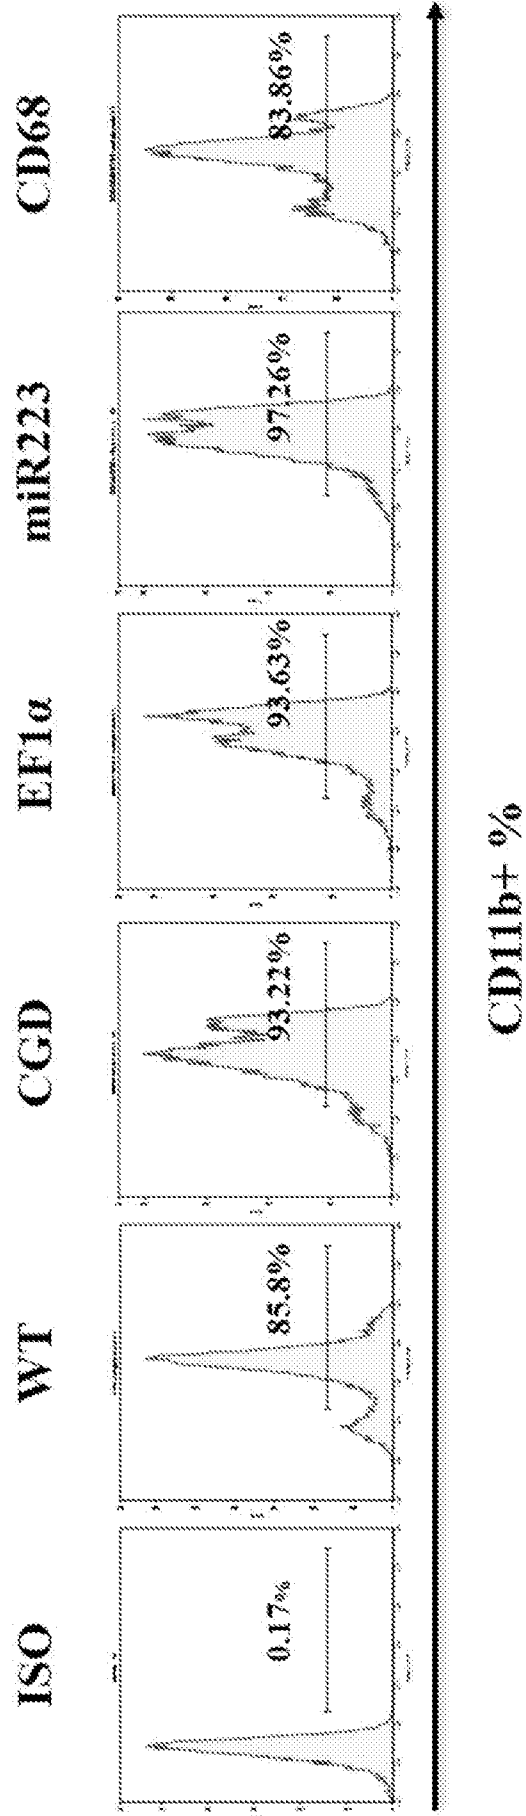 ISO WT CGD EF1α miR223 CD68
0.17% 85.8% 93.22% 93.63% 97.26% 83.86%
CD11b+ %